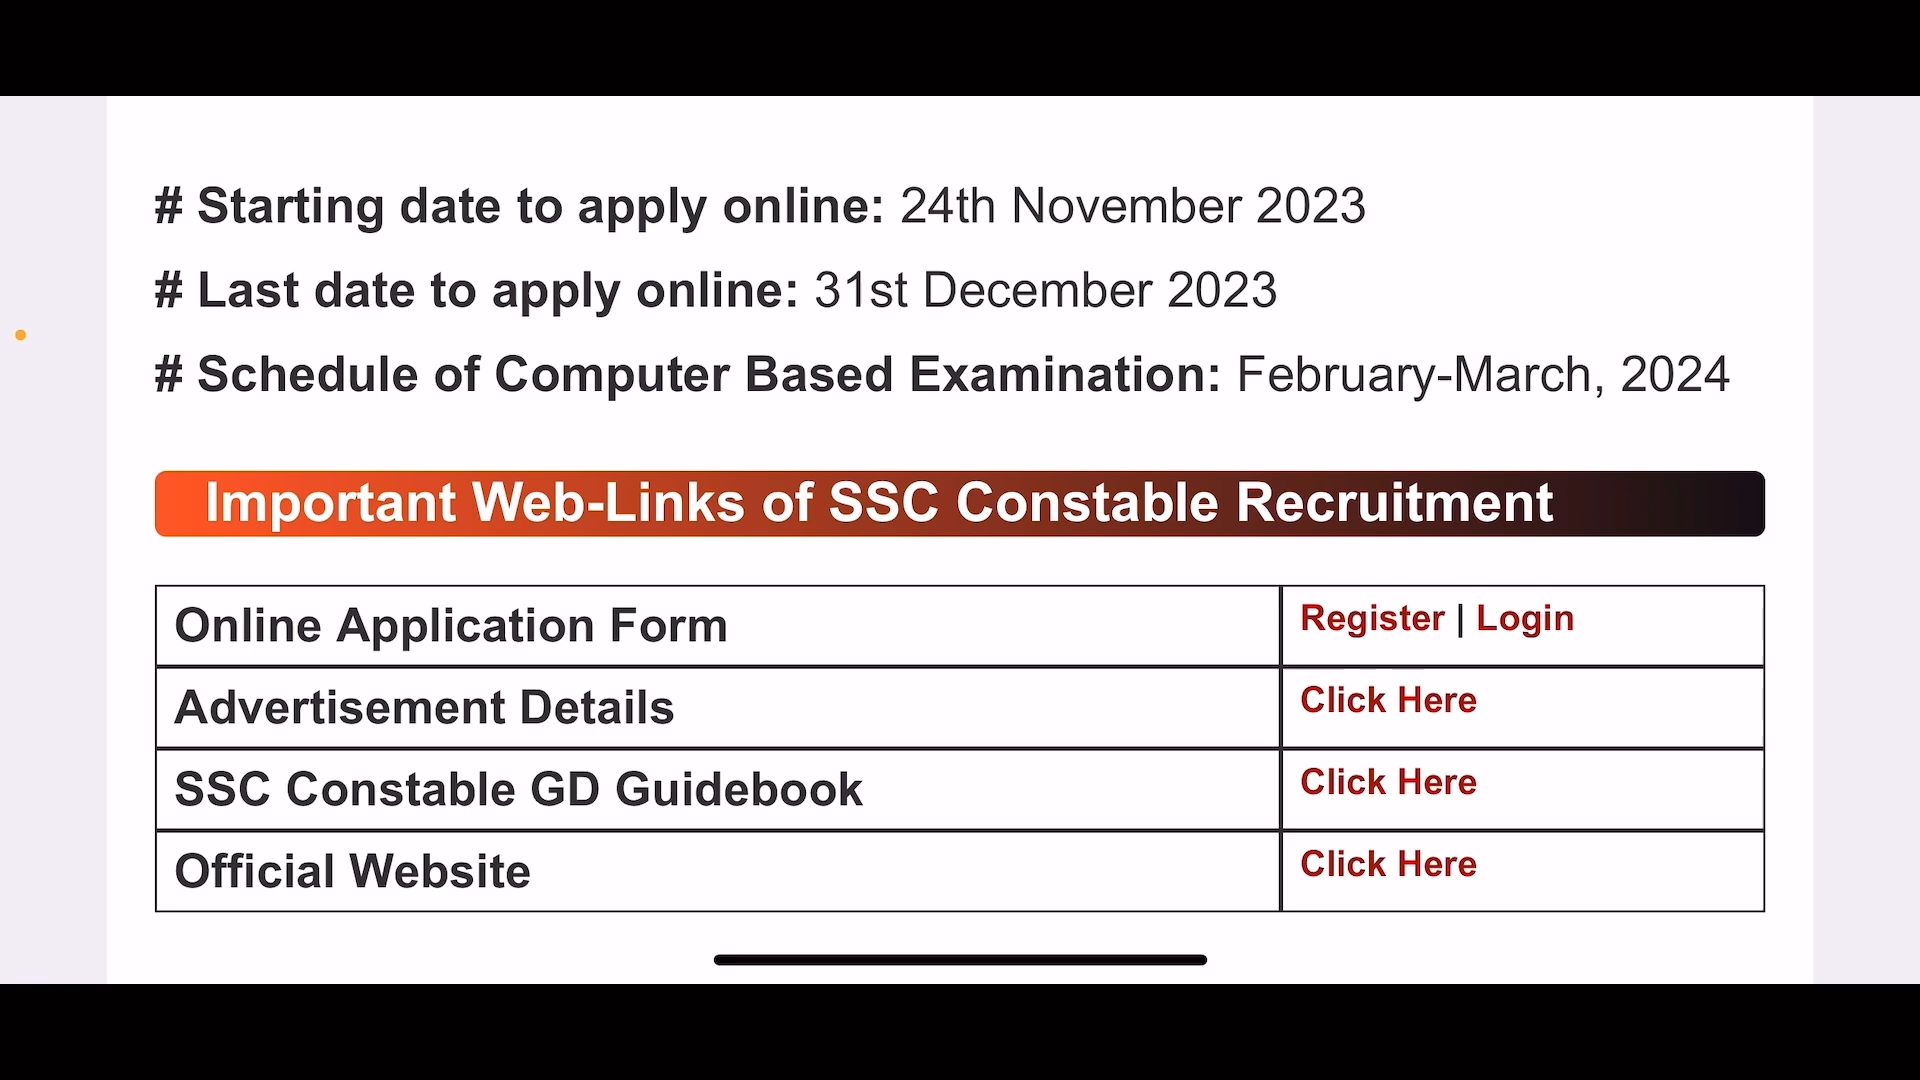 # Starting date to apply online: 24th November 2023
# Last date to apply online: 31st December 2023
# Schedule of Computer Based Examination: February-March, 2024
Important Web-Links of SSC Constable Recruitment
Online Application Form Register | Login
Advertisement Details Click Here
SSC Constable GD Guidebook Click Here
Official Website Click Here